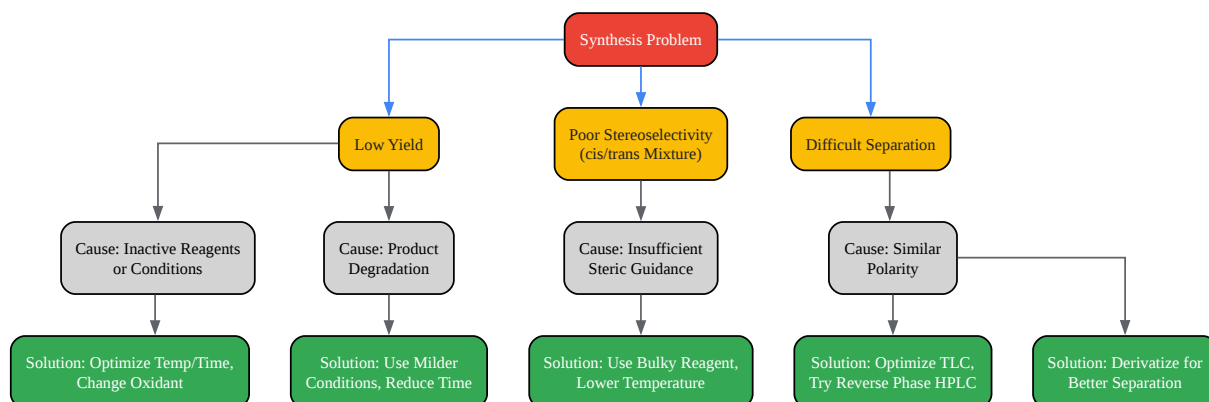 Synthesis Problem
Low Yield
Poor Stereoselectivity
(cis/trans Mixture)
Difficult Separation
Cause: Inactive Reagents
or Conditions
Cause: Product
Degradation
Cause: Insufficient
Steric Guidance
Cause: Similar
Polarity
Solution: Optimize Temp/Time,
Change Oxidant
Solution: Use Milder
Conditions, Reduce Time
Solution: Use Bulky Reagent,
Lower Temperature
Solution: Optimize TLC,
Try Reverse Phase HPLC
Solution: Derivatize for
Better Separation